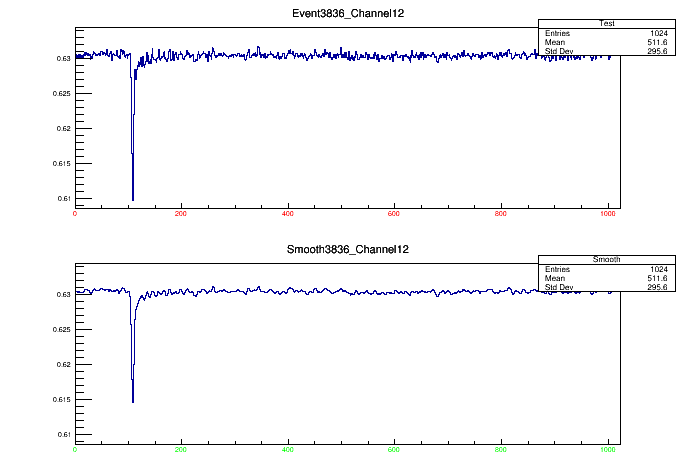 Event3836_Channel12
Test
Entries 1024
Mean 511.6
Std Dev 295.6
0.63
0.625
0.62
0.615
0.61
0 200 400 600 800 1000
Smooth3836_Channel12
Smooth
Entries 1024
Mean 511.6
Std Dev 295.6
0.63
0.625
0.62
0.615
0.61
0 200 400 600 800 1000